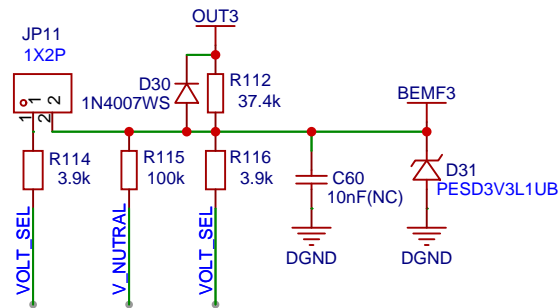 OUT3
JP11
1X2P
1
2
1
2
D30
1N4007WS
R112
37.4k
BEMF3
R114
3.9k
R115
100k
R116
3.9k
C60
10nF(NC)
D31
PESD3V3L1UB
VOLT_SEL
V_NUTRAL
VOLT_SEL
DGND
DGND